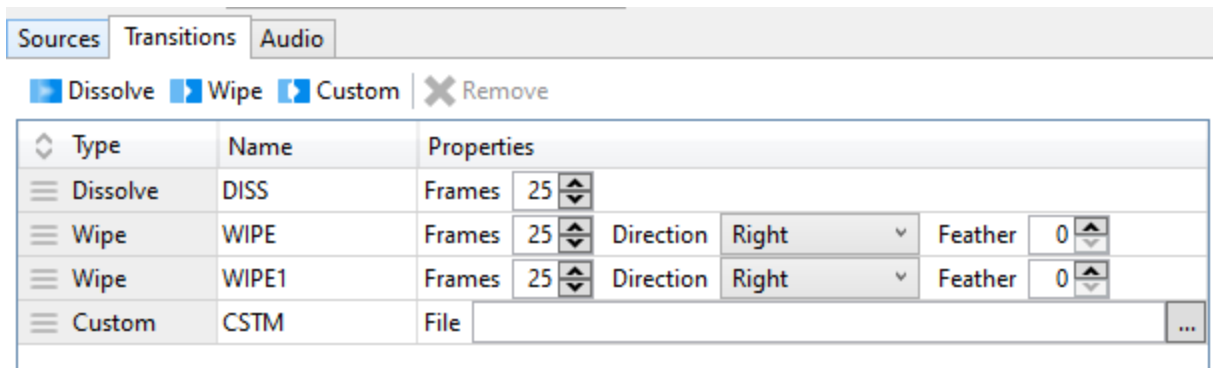 Sources Transitions Audio
Dissolve Wipe Custom Remove
Type Name Properties
Dissolve DISS Frames 25
Wipe WIPE Frames 25 Direction Right Feather 0
Wipe WIPE1 Frames 25 Direction Right Feather 0
Custom CSTM File ...